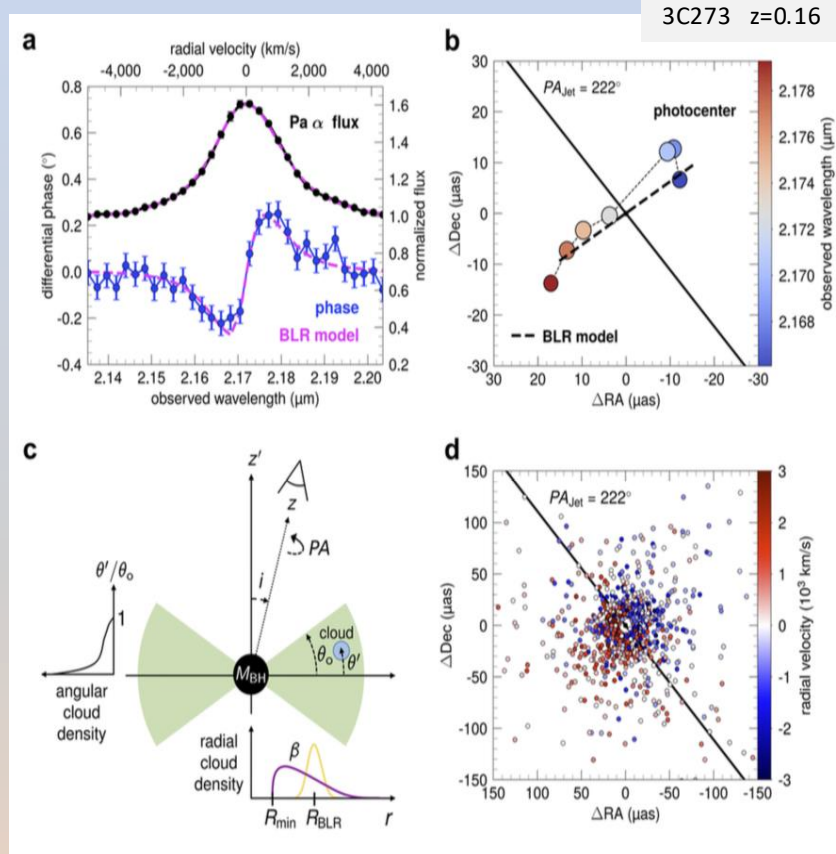 3C273 z=0.16
a
radial velocity (km/s)
-4,000 -2,000 0 2,000 4,000
0.8
0.6
0.4
0.2
0.0
-0.2
-0.4
differential phase (°)
Pa α flux
phase
BLR model
1.6
1.4
1.2
1.0
0.8
0.6
0.4
0.2
normalized flux
2.14 2.15 2.16 2.17 2.18 2.19 2.20
observed wavelength (μm)
b
30
20
10
0
-10
-20
-30
ΔDec (μas)
PAJet = 222°
photocenter
BLR model
30 20 10 0 -10 -20 -30
ΔRA (μas)
2.178
2.176
2.174
2.172
2.170
2.168
observed wavelength (μm)
c
z'
z
PA
i
θ'/θo
1
cloud
θo
θ'
MBH
angular
cloud
density
radial
cloud
density
β
Rmin RBLR r
d
150
100
50
0
-50
-100
-150
ΔDec (μas)
PAJet = 222°
150 100 50 0 -50 -100 -150
ΔRA (μas)
3
2
1
0
-1
-2
-3
radial velocity (10³ km/s)